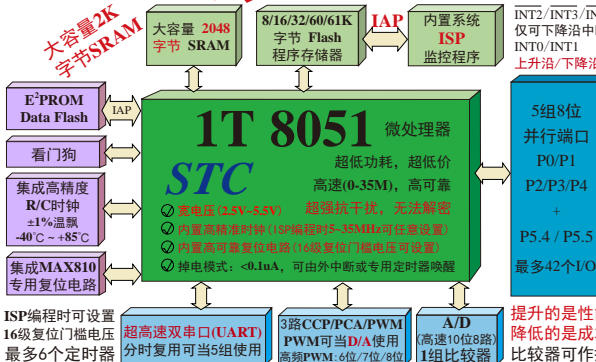 大容量2K
字节SRAM
大容量 2048
字节 SRAM
8/16/32/60/61K
字节 Flash
程序存储器
IAP
内置系统
ISP
监控程序
INT2/INT3/IN
仅可下降沿中
INT0/INT1
上升沿/下降沿
E²PROM
Data Flash
IAP
看门狗
集成高精度
R/C时钟
±1%温飘
-40℃~+85℃
集成MAX810
专用复位电路
1T 8051 微处理器
STC
超低功耗，超低价
高速(0-35M)，高可靠
宽电压(2.5V~5.5V) 超强抗干扰，无法解密
内置高精准时钟(ISP编程时5~35MHz可任意设置)
内置高可靠复位电路(16级复位门槛电压可设置)
掉电模式：<0.1uA，可由外中断或专用定时器唤醒
5组8位
并行端口
P0/P1
P2/P3/P4
+
P5.4 / P5.5
最多42个I/O
ISP编程时可设置
16级复位门槛电压
最多6个定时器
超高速双串口(UART)
分时复用可当5组使用
3路CCP/PCA/PWM
PWM可当D/A使用
高频PWM:6位/7位/8位
A/D
(高速10位8路)
1组比较器
提升的是性
降低的是成
比较器可作